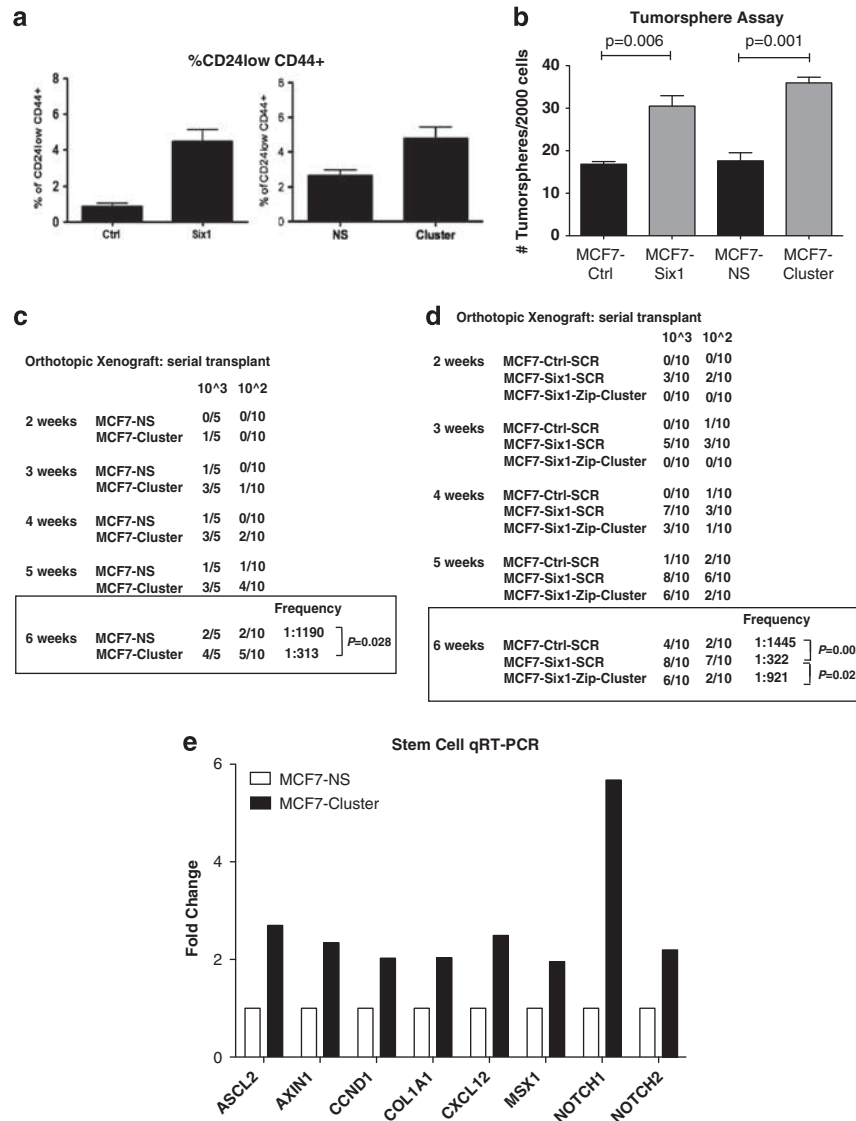 a
%CD24low CD44+
% of CD24low CD44+
8
6
4
2
0
Ctrl
Six1
% of CD24low CD44+
8
6
4
2
0
NS
Cluster
b
Tumorsphere Assay
p=0.006
p=0.001
# Tumorspheres/2000 cells
40
30
20
10
0
MCF7-Ctrl
MCF7-Six1
MCF7-NS
MCF7-Cluster
c
Orthotopic Xenograft: serial transplant
10^3 10^2
2 weeks MCF7-NS 0/5 0/10
MCF7-Cluster 1/5 0/10
3 weeks MCF7-NS 1/5 0/10
MCF7-Cluster 3/5 1/10
4 weeks MCF7-NS 1/5 0/10
MCF7-Cluster 3/5 2/10
5 weeks MCF7-NS 1/5 1/10
MCF7-Cluster 3/5 4/10
Frequency
6 weeks MCF7-NS 2/5 2/10 1:1190
P=0.028
MCF7-Cluster 4/5 5/10 1:313
d
Orthotopic Xenograft: serial transplant
10^3 10^2
2 weeks MCF7-Ctrl-SCR 0/10 0/10
MCF7-Six1-SCR 3/10 2/10
MCF7-Six1-Zip-Cluster 0/10 0/10
3 weeks MCF7-Ctrl-SCR 0/10 1/10
MCF7-Six1-SCR 5/10 3/10
MCF7-Six1-Zip-Cluster 0/10 0/10
4 weeks MCF7-Ctrl-SCR 0/10 1/10
MCF7-Six1-SCR 7/10 3/10
MCF7-Six1-Zip-Cluster 3/10 1/10
5 weeks MCF7-Ctrl-SCR 1/10 2/10
MCF7-Six1-SCR 8/10 6/10
MCF7-Six1-Zip-Cluster 6/10 2/10
Frequency
6 weeks MCF7-Ctrl-SCR 4/10 2/10 1:1445
P=0.00
MCF7-Six1-SCR 8/10 7/10 1:322
P=0.02
MCF7-Six1-Zip-Cluster 6/10 2/10 1:921
e
Stem Cell qRT-PCR
MCF7-NS
MCF7-Cluster
Fold Change
6
4
2
0
ASCL2
AXIN1
CCND1
COL1A1
CXCL12
MSX1
NOTCH1
NOTCH2